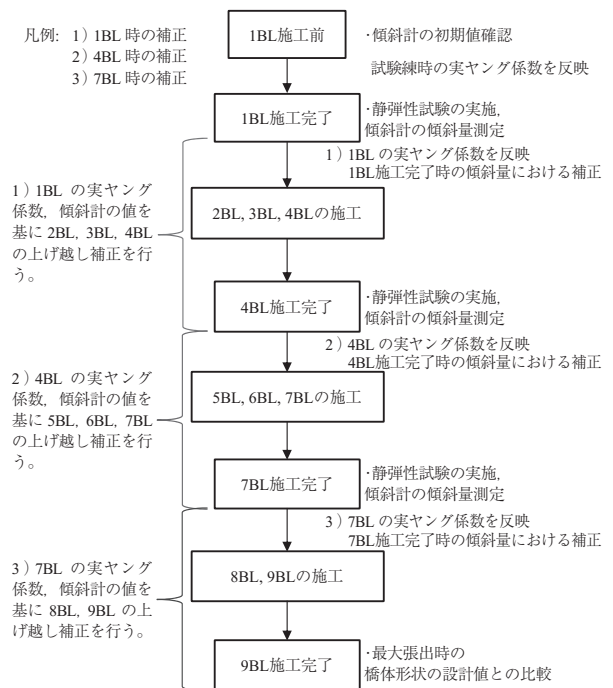 凡例: 1）1BL 時の補正
2）4BL 時の補正
3）7BL 時の補正
1BL施工前
·傾斜計の初期値確認
試験練時の実ヤング係数を反映
1BL施工完了
·静弾性試験の実施,
傾斜計の傾斜量測定
1）1BL の実ヤング係数を反映
1BL施工完了時の傾斜量における補正
1）1BL の実ヤング
係数, 傾斜計の値を
基に 2BL, 3BL, 4BL
の上げ越し補正を行
う。
2BL, 3BL, 4BLの施工
4BL施工完了
·静弾性試験の実施,
傾斜計の傾斜量測定
2）4BL の実ヤング係数を反映
4BL施工完了時の傾斜量における補正
2）4BL の実ヤング
係数, 傾斜計の値を
基に 5BL, 6BL, 7BL
の上げ越し補正を行
う。
5BL, 6BL, 7BLの施工
7BL施工完了
·静弾性試験の実施,
傾斜計の傾斜量測定
3）7BL の実ヤング係数を反映
7BL施工完了時の傾斜量における補正
3）7BL の実ヤング
係数, 傾斜計の値を
基に 8BL, 9BL の上
げ越し補正を行う。
8BL, 9BLの施工
9BL施工完了
·最大張出時の
橋体形状の設計値との比較